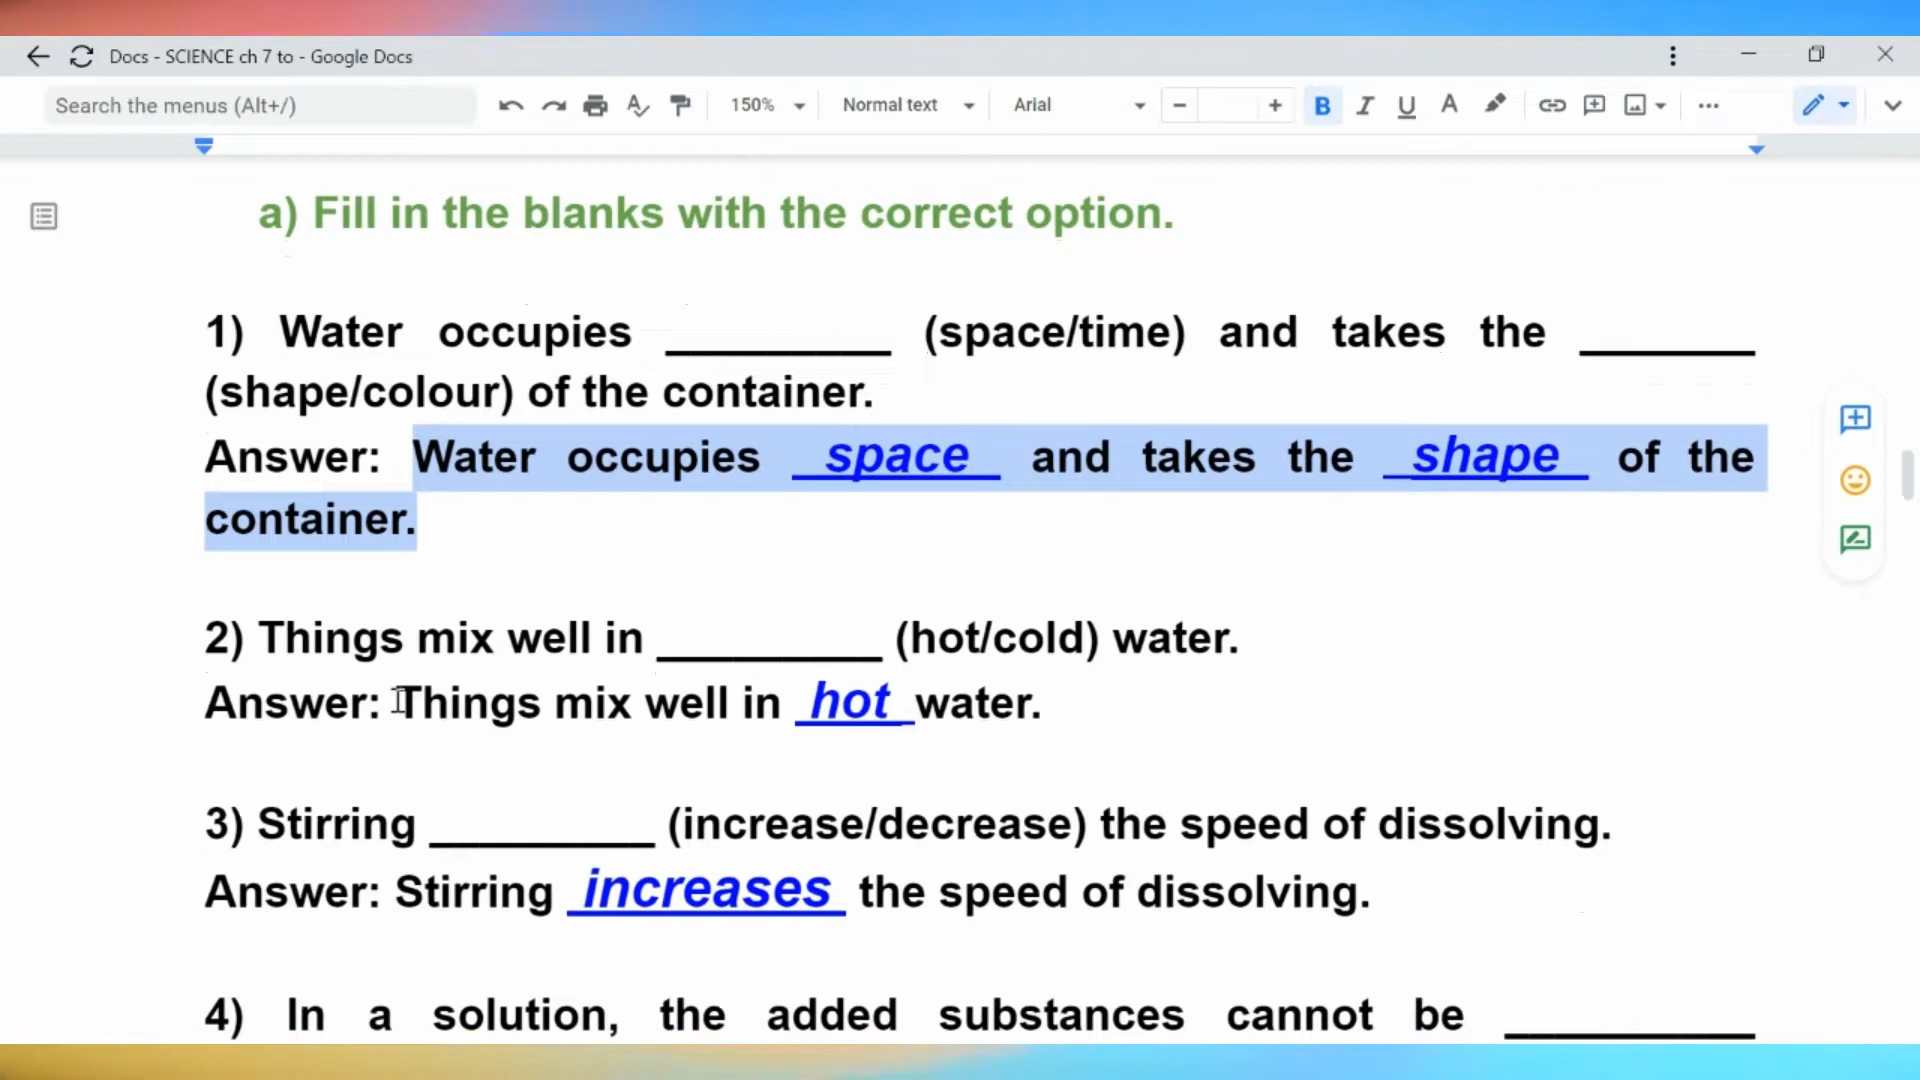 Docs - SCIENCE ch 7 to - Google Docs
Search the menus (Alt+/) 150% Normal text Arial − + B I U A
a) Fill in the blanks with the correct option.
1) Water occupies _________ (space/time) and takes the _______
(shape/colour) of the container.
Answer: Water occupies _space_ and takes the _shape_ of the
container.
2) Things mix well in _________ (hot/cold) water.
Answer: Things mix well in _hot_ water.
3) Stirring _________ (increase/decrease) the speed of dissolving.
Answer: Stirring _increases_ the speed of dissolving.
4) In a solution, the added substances cannot be __________